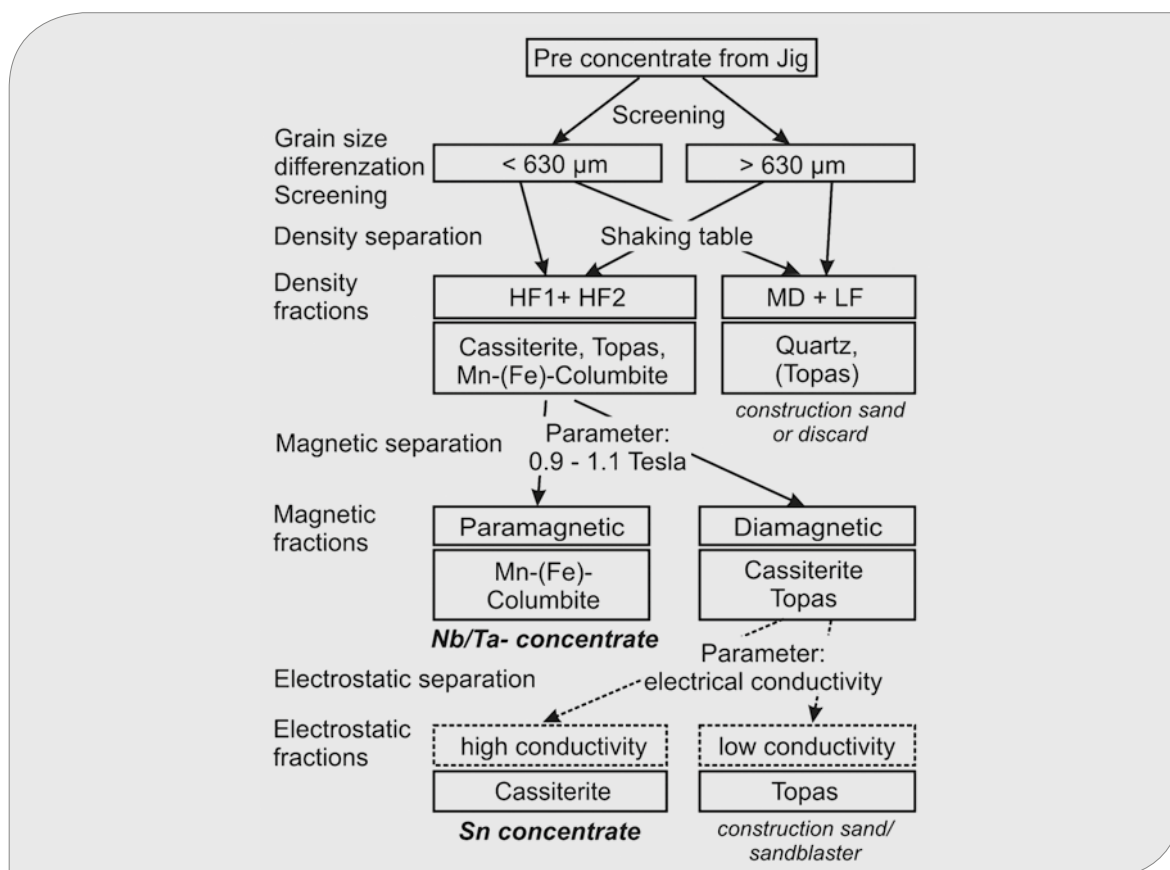 Pre concentrate from Jig
Screening
Grain size
differenzation
Screening
< 630 µm
> 630 µm
Density separation
Shaking table
Density
fractions
HF1+ HF2
MD + LF
Cassiterite, Topas,
Mn-(Fe)-Columbite
Quartz,
(Topas)
construction sand
or discard
Magnetic separation
Parameter:
0.9 - 1.1 Tesla
Magnetic
fractions
Paramagnetic
Diamagnetic
Mn-(Fe)-
Columbite
Cassiterite
Topas
Nb/Ta- concentrate
Parameter:
electrical conductivity
Electrostatic separation
Electrostatic
fractions
high conductivity
low conductivity
Cassiterite
Topas
Sn concentrate
construction sand/
sandblaster